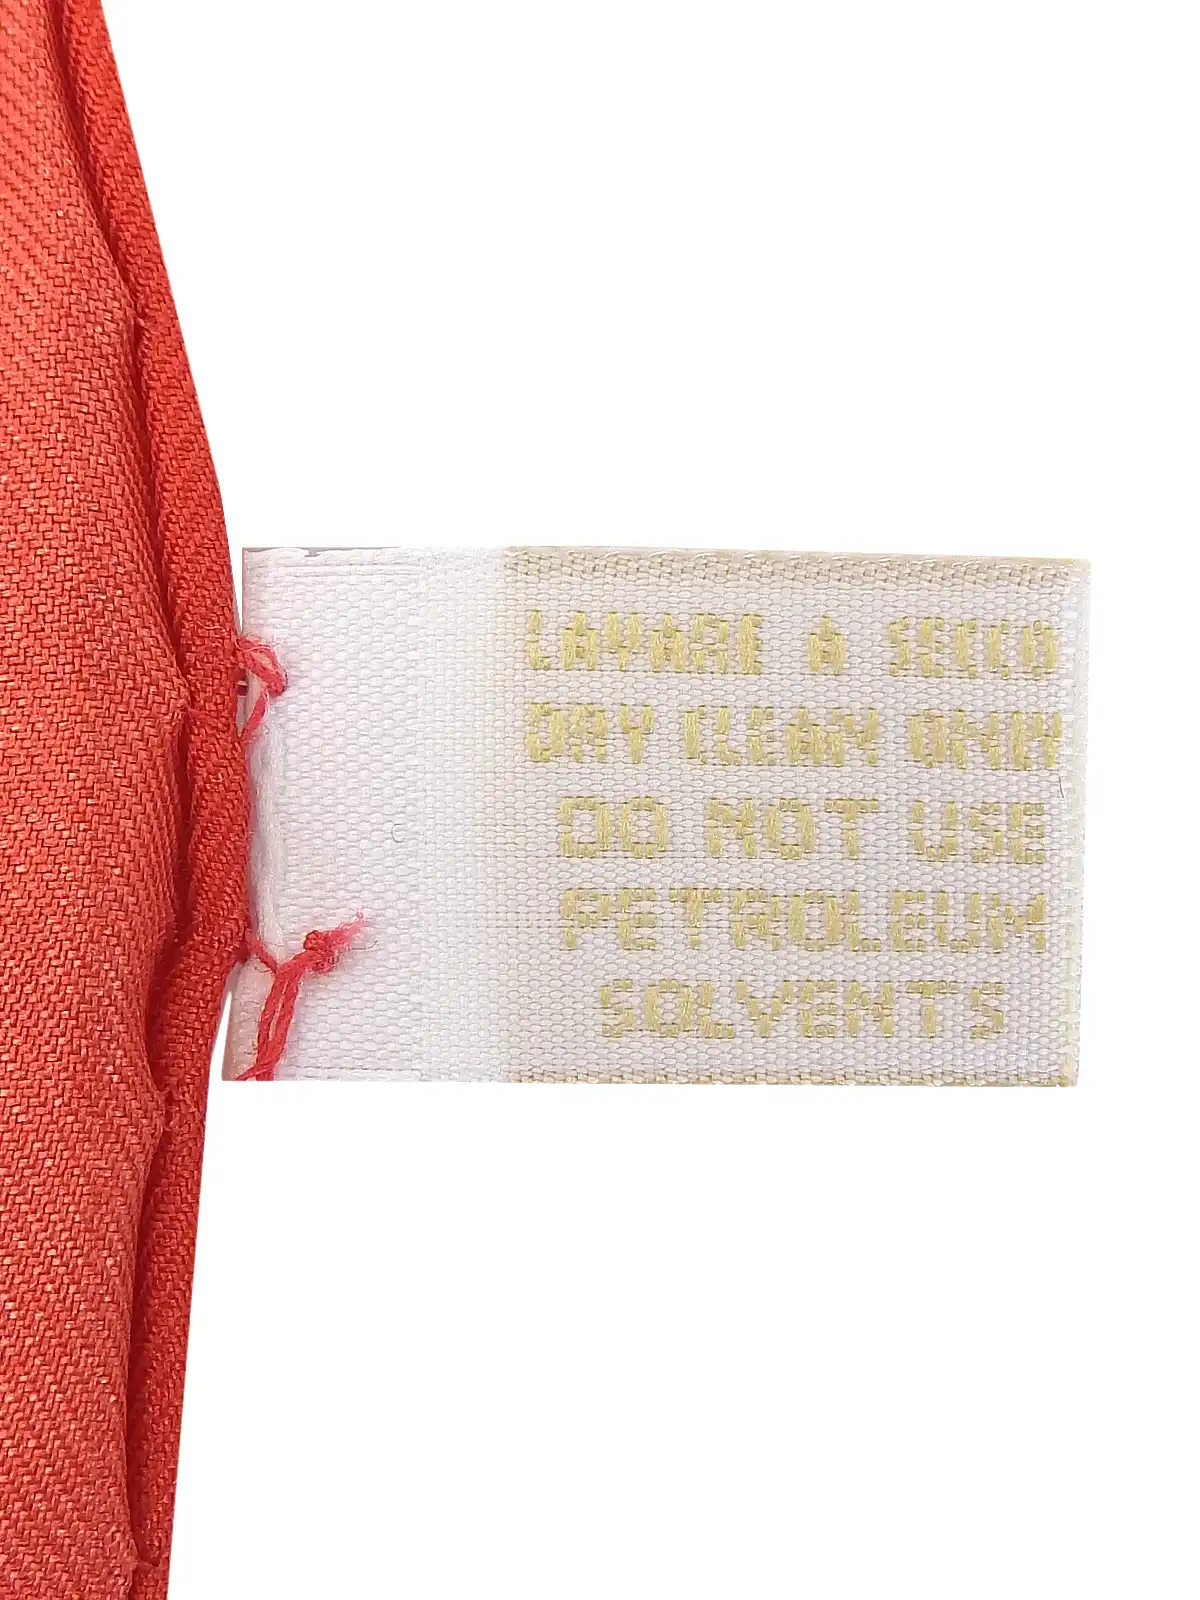 LAVARE A SECCO
DRY CLEAN ONLY
DO NOT USE
PETROLEUM
SOLVENTS